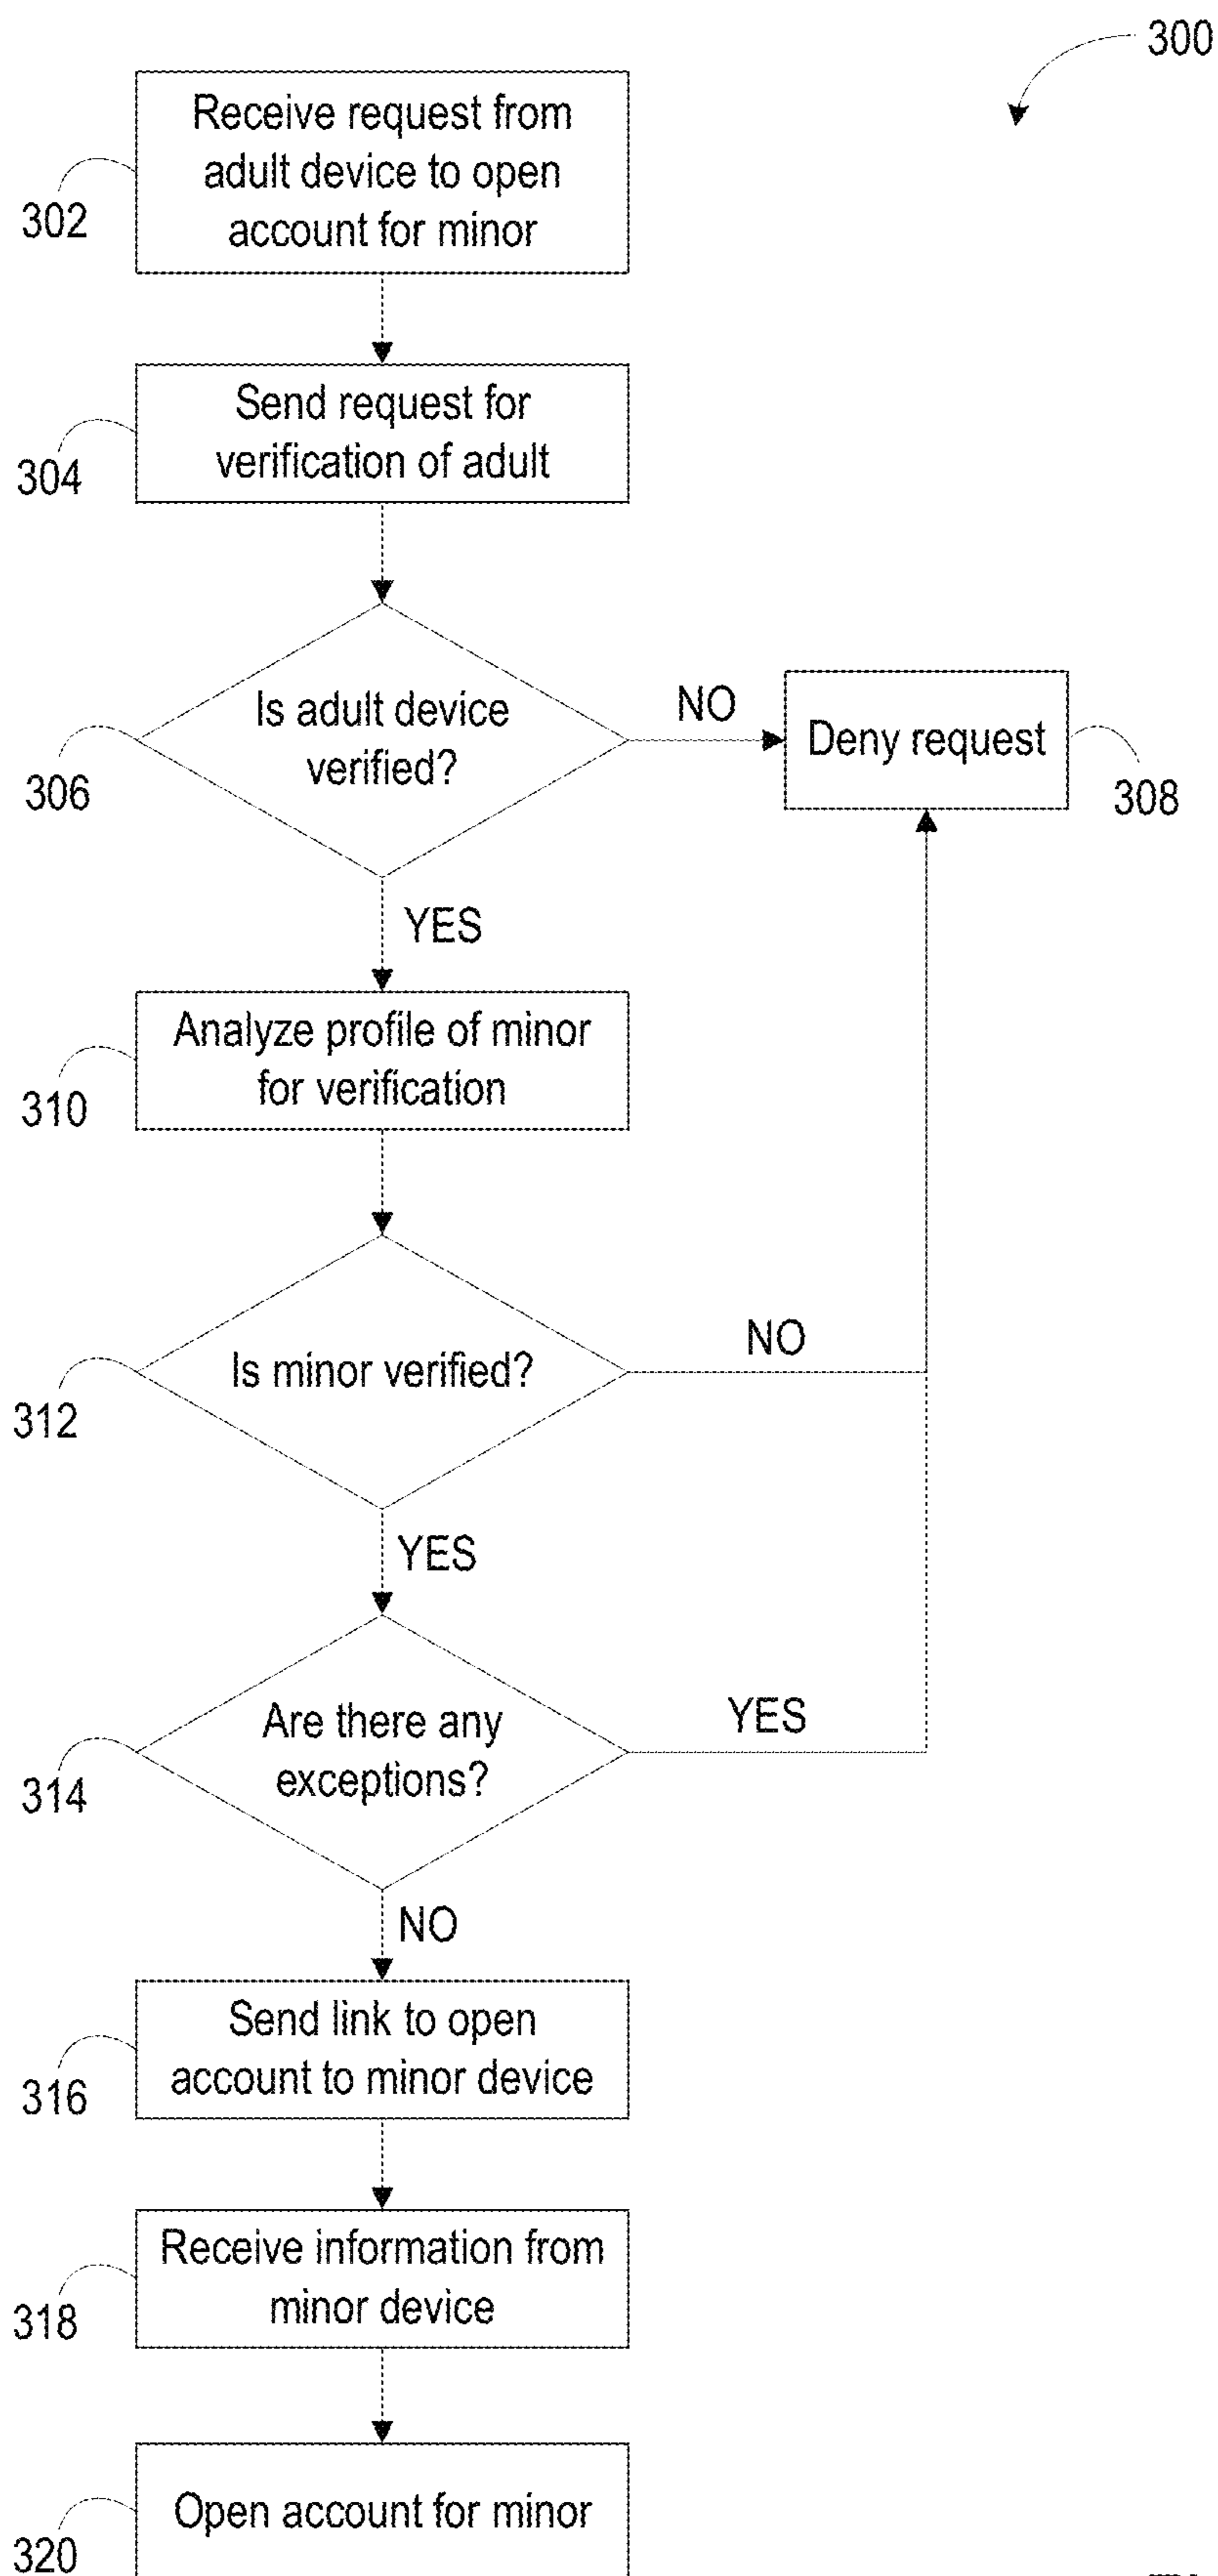 300
Receive request from
adult device to open
account for minor
302
Send request for
verification of adult
304
Is adult device
verified?
306
NO
Deny request
308
YES
Analyze profile of minor
for verification
310
Is minor verified?
312
NO
YES
Are there any
exceptions?
314
YES
NO
Send link to open
account to minor device
316
Receive information from
minor device
318
Open account for minor
320